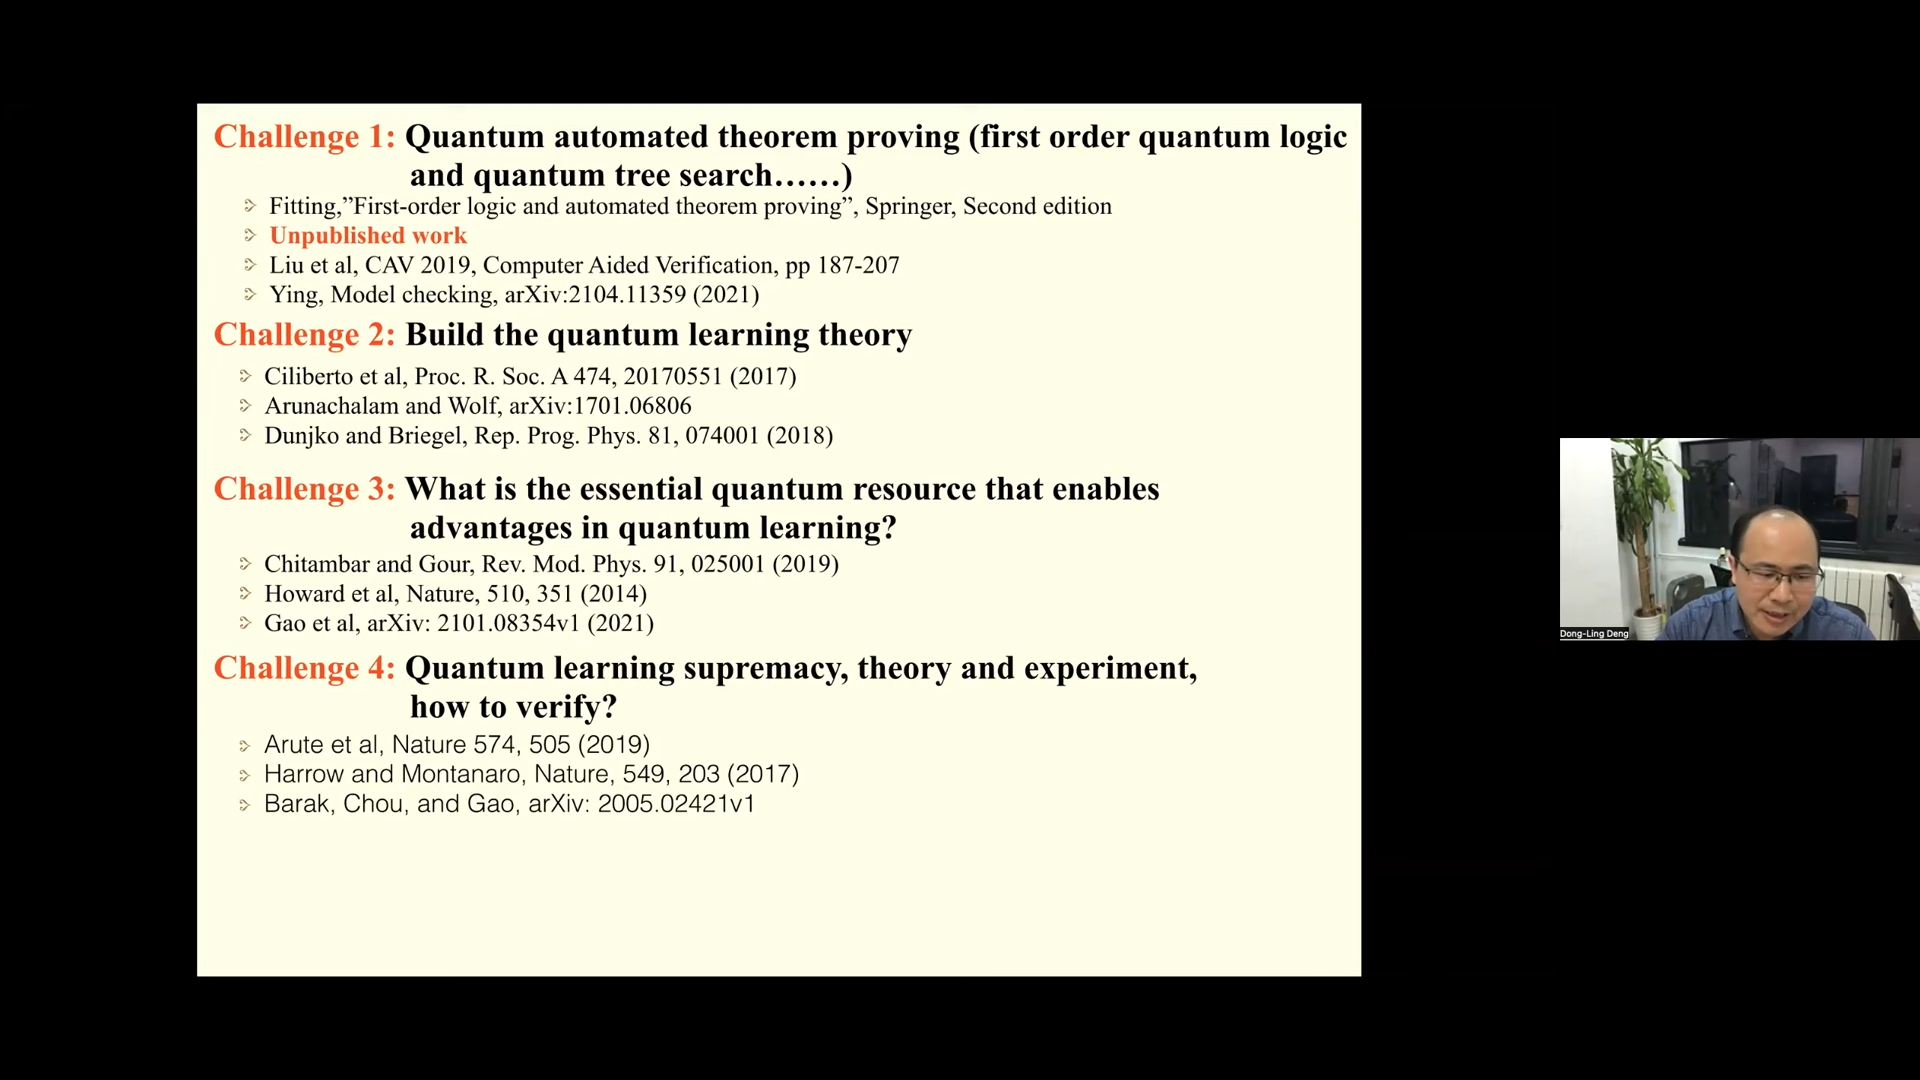 Challenge 1: Quantum automated theorem proving (first order quantum logic
and quantum tree search……)
Fitting,”First-order logic and automated theorem proving”, Springer, Second edition
Unpublished work
Liu et al, CAV 2019, Computer Aided Verification, pp 187-207
Ying, Model checking, arXiv:2104.11359 (2021)
Challenge 2: Build the quantum learning theory
Ciliberto et al, Proc. R. Soc. A 474, 20170551 (2017)
Arunachalam and Wolf, arXiv:1701.06806
Dunjko and Briegel, Rep. Prog. Phys. 81, 074001 (2018)
Challenge 3: What is the essential quantum resource that enables
advantages in quantum learning?
Chitambar and Gour, Rev. Mod. Phys. 91, 025001 (2019)
Howard et al, Nature, 510, 351 (2014)
Gao et al, arXiv: 2101.08354v1 (2021)
Challenge 4: Quantum learning supremacy, theory and experiment,
how to verify?
Arute et al, Nature 574, 505 (2019)
Harrow and Montanaro, Nature, 549, 203 (2017)
Barak, Chou, and Gao, arXiv: 2005.02421v1
Dong-Ling Deng